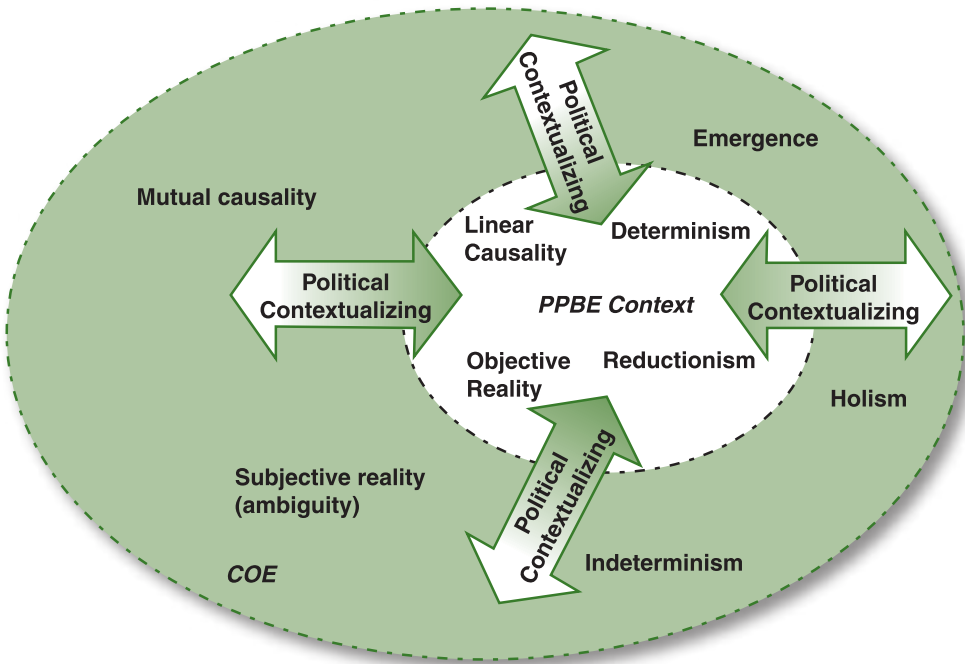 Political
Contextualizing
Emergence
Mutual causality
Linear
Causality
Determinism
Political
Contextualizing
PPBE Context
Political
Contextualizing
Objective
Reality
Reductionism
Holism
Subjective reality
(ambiguity)
Political
Contextualizing
Indeterminism
COE